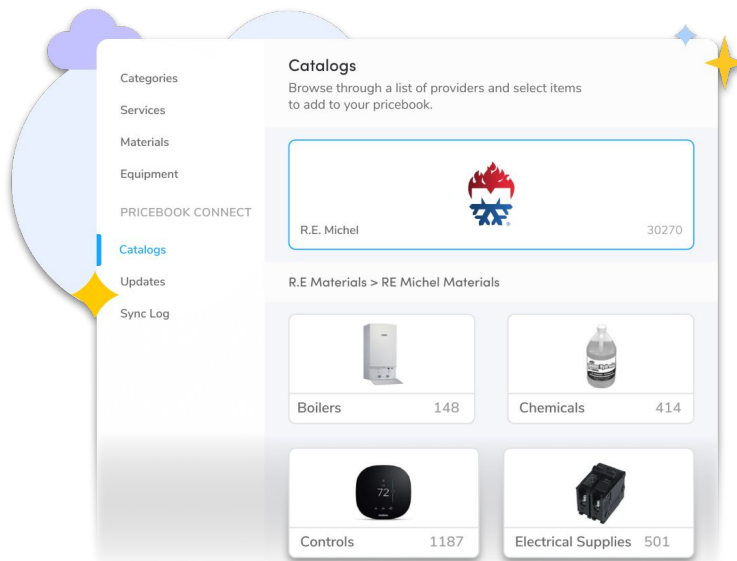 Categories
Services
Materials
Equipment
PRICEBOOK CONNECT
Catalogs
Updates
Sync Log
Catalogs
Browse through a list of providers and select items
to add to your pricebook.
R.E. Michel 30270
R.E Materials > RE Michel Materials
Boilers 148
Chemicals 414
72
Controls 1187
Electrical Supplies 501